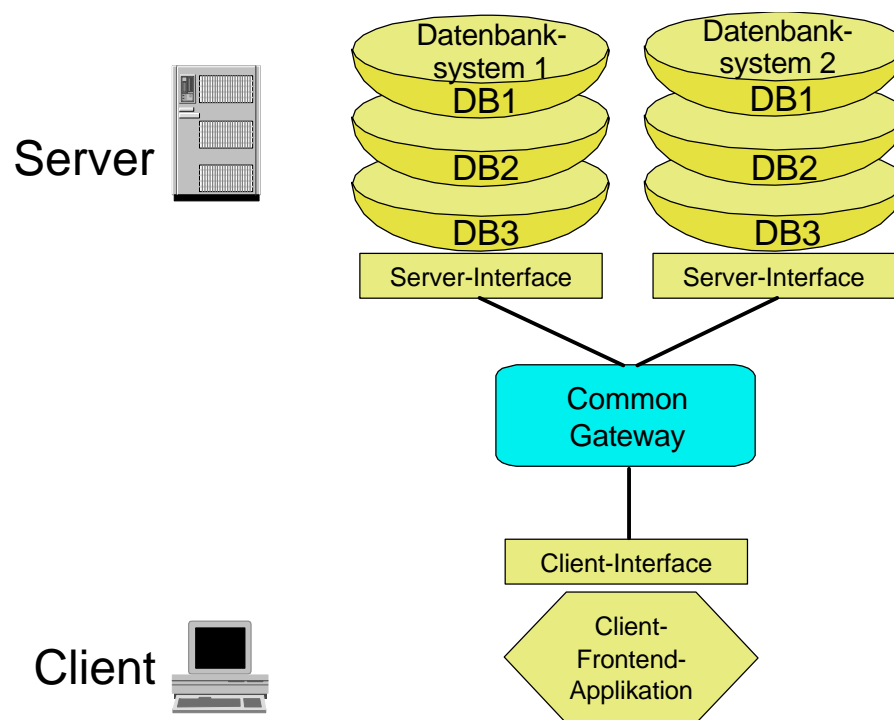 Datenbank-
system 1
DB1
DB2
DB3
Server-Interface
Datenbank-
system 2
DB1
DB2
DB3
Server-Interface
Server
Common
Gateway
Client-Interface
Client-
Frontend-
Applikation
Client